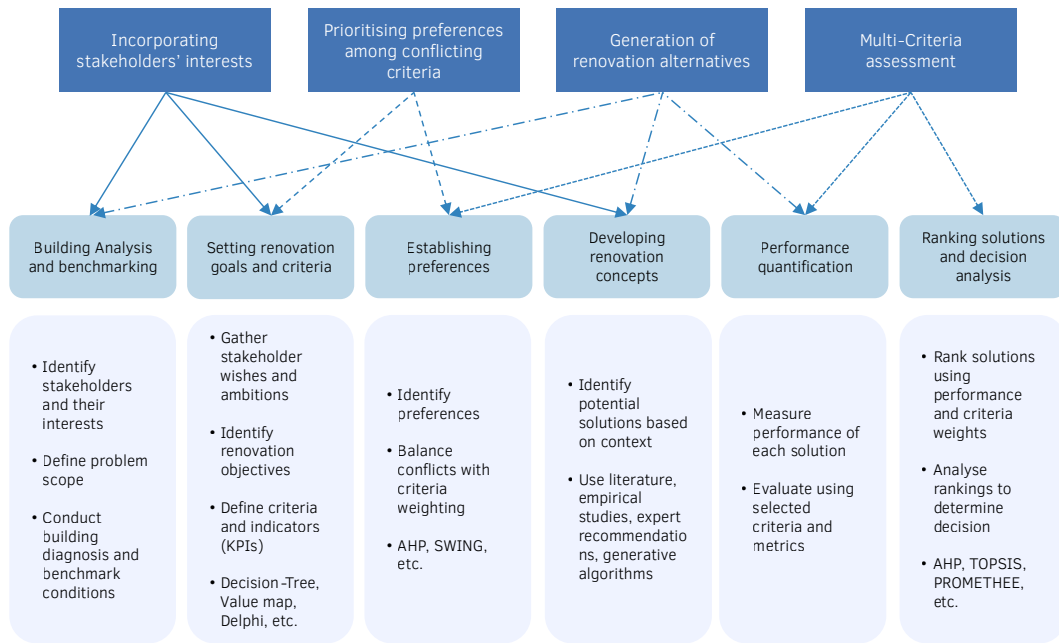 Incorporating
stakeholders’ interests
Prioritising preferences
among conflicting
criteria
Generation of
renovation alternatives
Multi-Criteria
assessment
Building Analysis
and benchmarking
Setting renovation
goals and criteria
Establishing
preferences
Developing
renovation
concepts
Performance
quantification
Ranking solutions
and decision
analysis
• Identify
stakeholders
and their
interests
• Define problem
scope
• Conduct
building
diagnosis and
benchmark
conditions
• Gather
stakeholder
wishes and
ambitions
• Identify
renovation
objectives
• Define criteria
and indicators
(KPIs)
• Decision-Tree,
Value map,
Delphi, etc.
• Identify
preferences
• Balance
conflicts with
criteria
weighting
• AHP, SWING,
etc.
• Identify
potential
solutions based
on context
• Use literature,
empirical
studies, expert
recommendatio
ns, generative
algorithms
• Measure
performance of
each solution
• Evaluate using
selected
criteria and
metrics
• Rank solutions
using
performance
and criteria
weights
• Analyse
rankings to
determine
decision
• AHP, TOPSIS,
PROMETHEE,
etc.